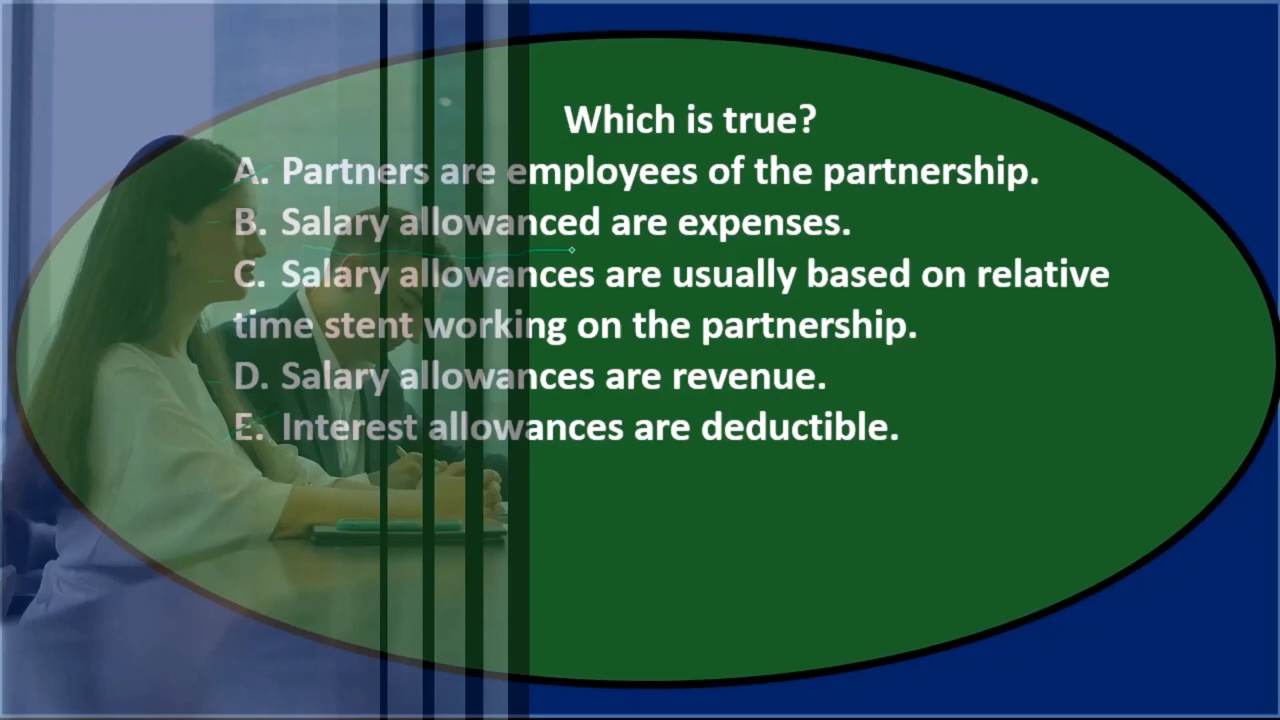 Which is true?
A. Partners are employees of the partnership.
B. Salary allowanced are expenses.
C. Salary allowances are usually based on relative
time stent working on the partnership.
D. Salary allowances are revenue.
E. Interest allowances are deductible.